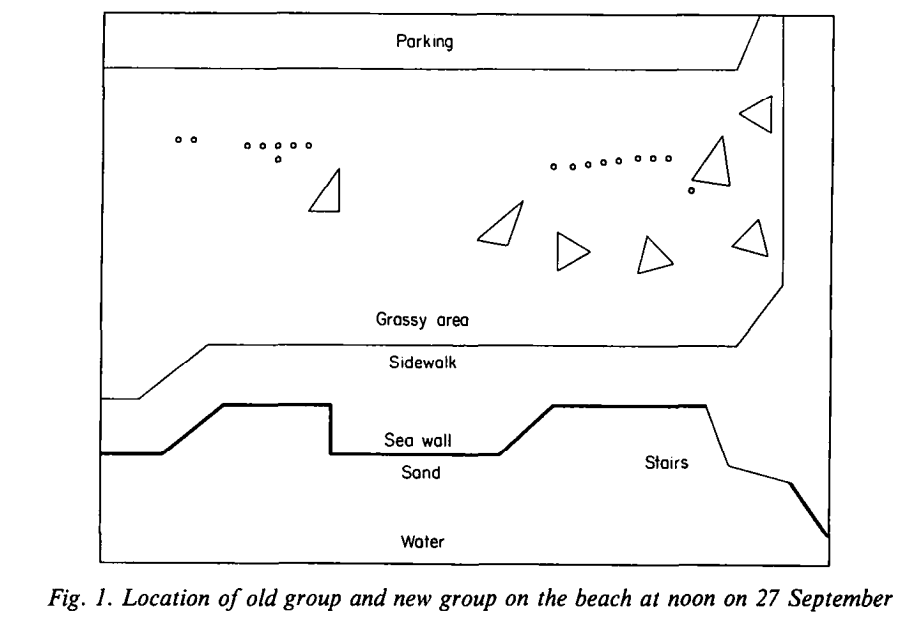 Parking
Grassy area
Sidewalk
Sea wall
Sand
Stairs
Water
Fig. 1. Location of old group and new group on the beach at noon on 27 September